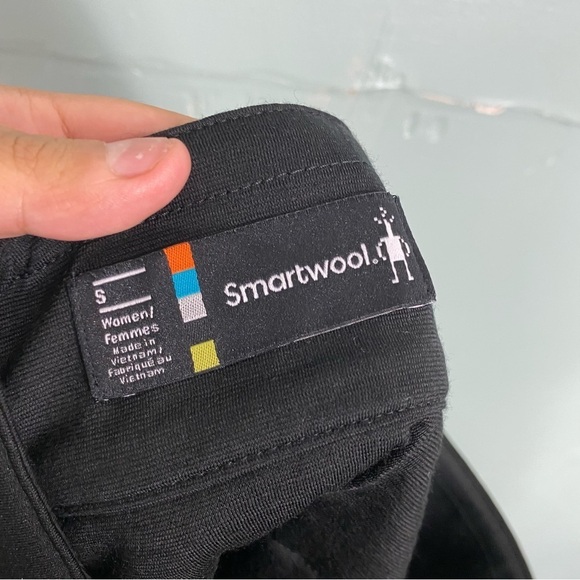 S
Women/
Femmes
Made in
Vietnam/
Fabriqué au
Vietnam
Smartwool®